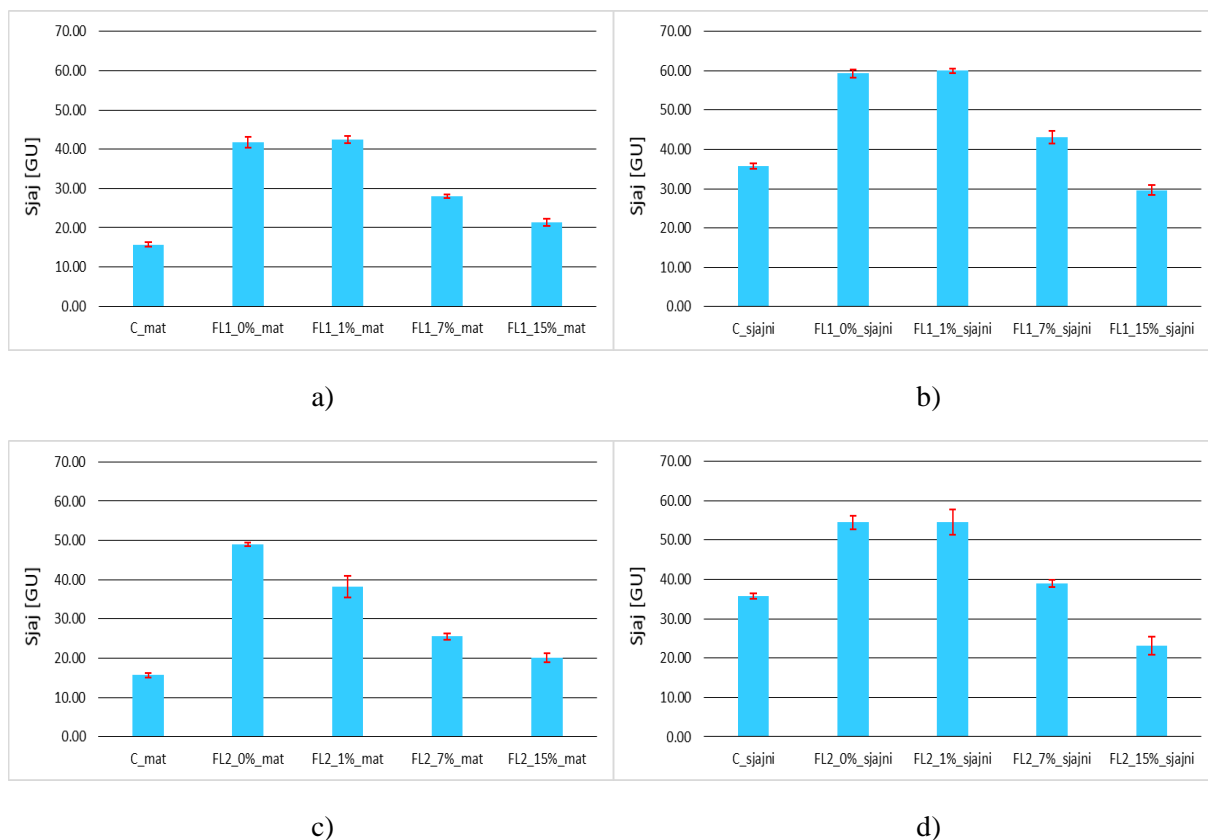 70.00
60.00
50.00
40.00
30.00
20.00
10.00
0.00
Sjaj [GU]
C_mat FL1_0%_mat FL1_1%_mat FL1_7%_mat FL1_15%_mat
a)
70.00
60.00
50.00
40.00
30.00
20.00
10.00
0.00
Sjaj [GU]
C_sjajni FL1_0%_sjajni FL1_1%_sjajni FL1_7%_sjajni FL1_15%_sjajni
b)
70.00
60.00
50.00
40.00
30.00
20.00
10.00
0.00
Sjaj [GU]
C_mat FL2_0%_mat FL2_1%_mat FL2_7%_mat FL2_15%_mat
c)
70.00
60.00
50.00
40.00
30.00
20.00
10.00
0.00
Sjaj [GU]
C_sjajni FL2_0%_sjajni FL2_1%_sjajni FL2_7%_sjajni FL2_15%_sjajni
d)